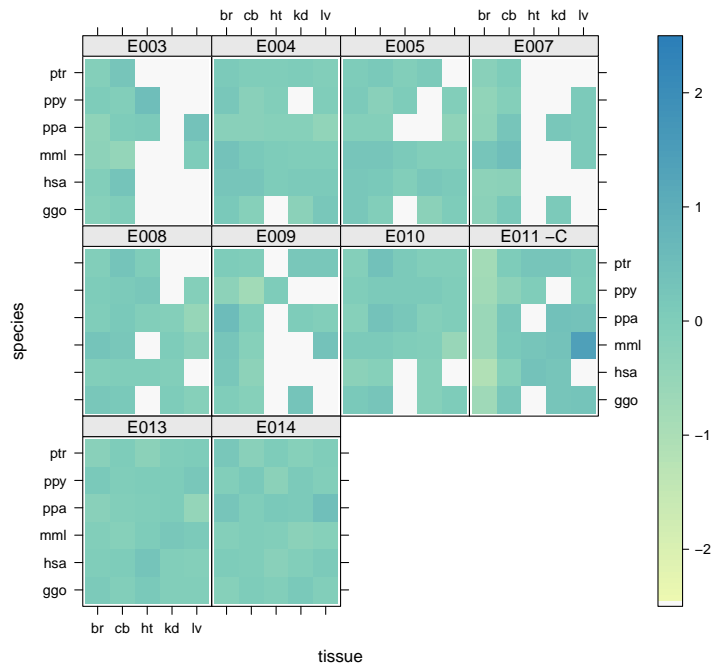 br cb ht kd lv br cb ht kd lv
E003 E004 E005 E007
ptr
ppy
ppa
mml
hsa
ggo
E008 E009 E010 E011 −C
ptr
ppy
ppa
mml
hsa
ggo
E013 E014
ptr
ppy
ppa
mml
hsa
ggo
br cb ht kd lv
tissue
species
2
1
0
−1
−2